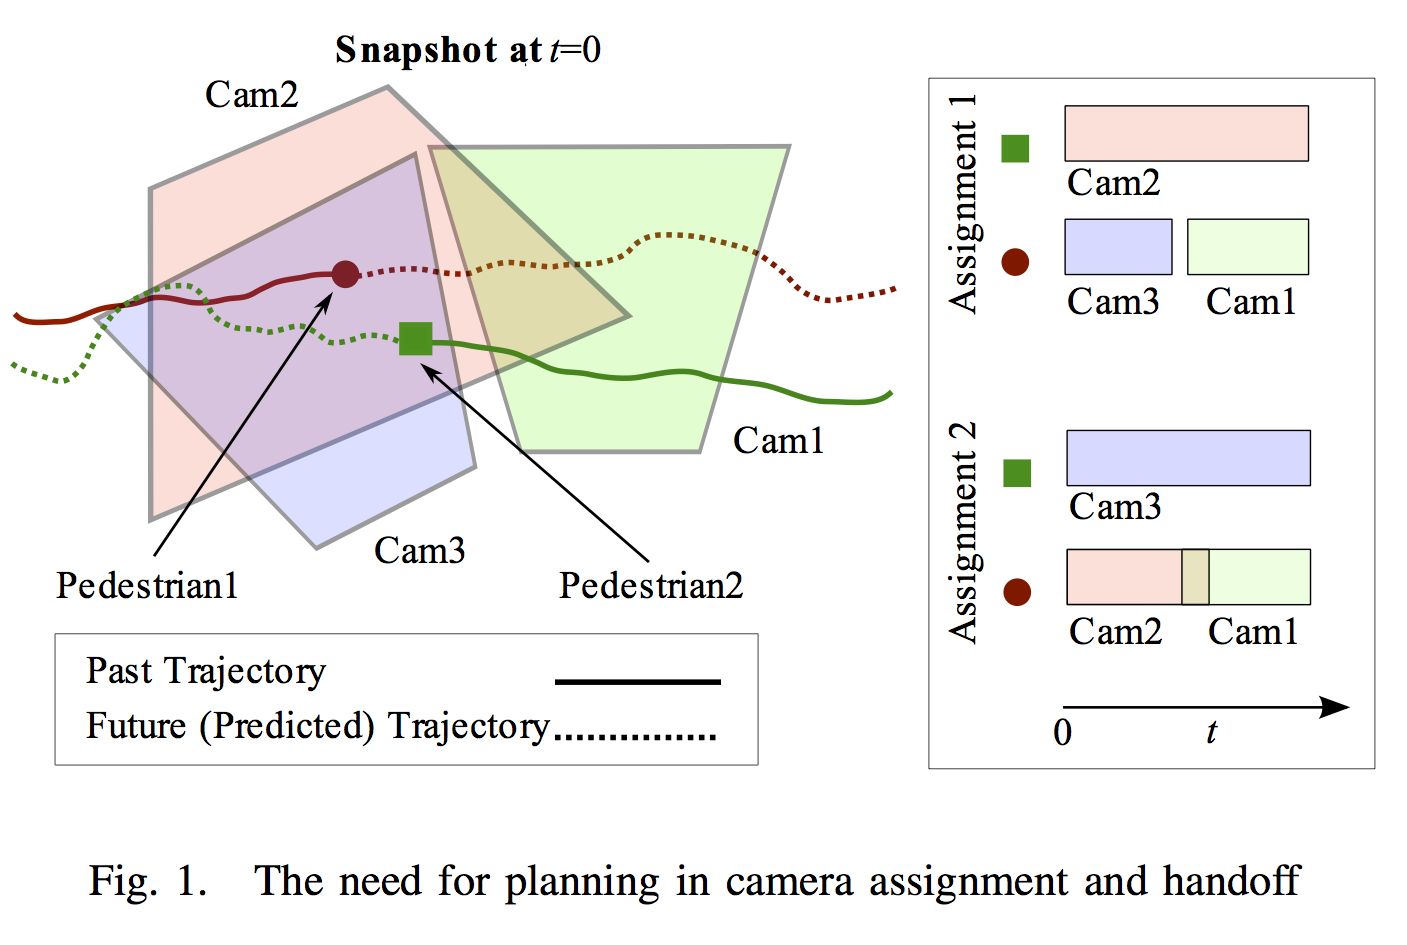 Snapshot at t=0
Cam2
Cam1
Cam3
Pedestrian1
Pedestrian2
Past Trajectory
Future (Predicted) Trajectory
Assignment 1
Cam2
Cam3
Cam1
Assignment 2
Cam3
Cam2
Cam1
0
t
Fig. 1. The need for planning in camera assignment and handoff